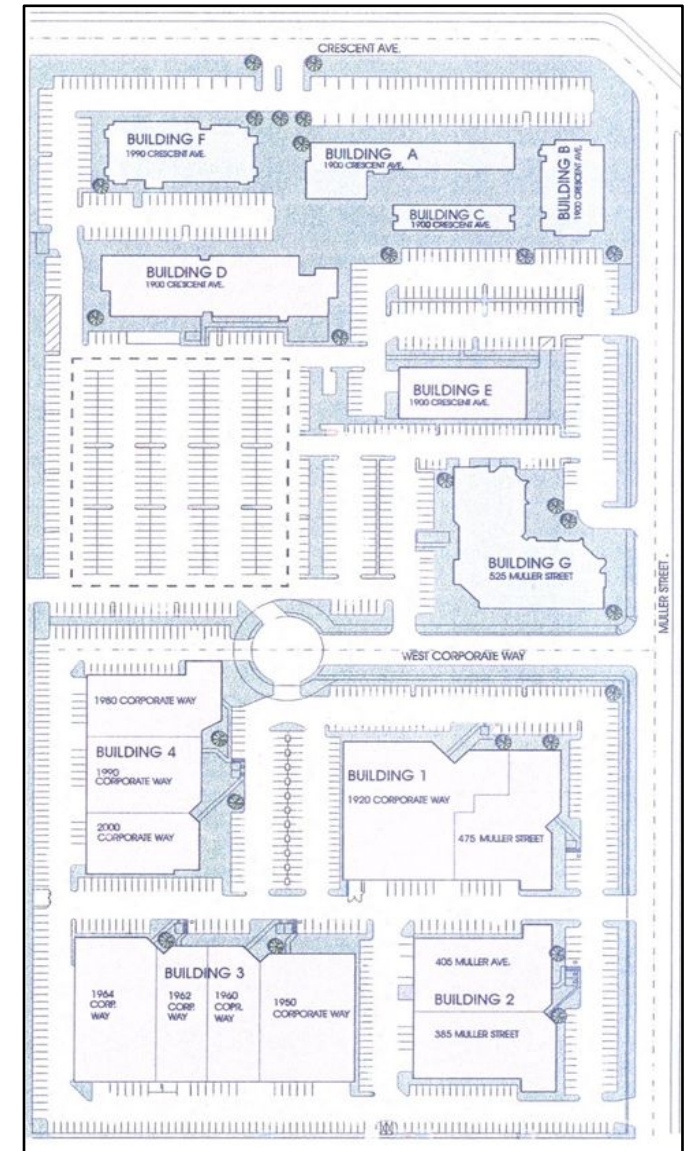 CRESCENT AVE.
BUILDING F
1990 CRESCENT AVE.
BUILDING A
1900 CRESCENT AVE.
BUILDING B
1900 CRESCENT AVE.
BUILDING C
1900 CRESCENT AVE.
BUILDING D
1900 CRESCENT AVE.
BUILDING E
1900 CRESCENT AVE.
BUILDING G
525 MULLER STREET
MULLER STREET.
WEST CORPORATE WAY
1980 CORPORATE WAY
BUILDING 4
1990
CORPORATE WAY
2000
CORPORATE WAY
BUILDING 1
1920 CORPORATE WAY
475 MULLER STREET
BUILDING 3
1964
CORP.
WAY
1962
CORP.
WAY
1960
COPR.
WAY
1950
CORPORATE WAY
405 MULLER AVE.
BUILDING 2
385 MULLER STREET